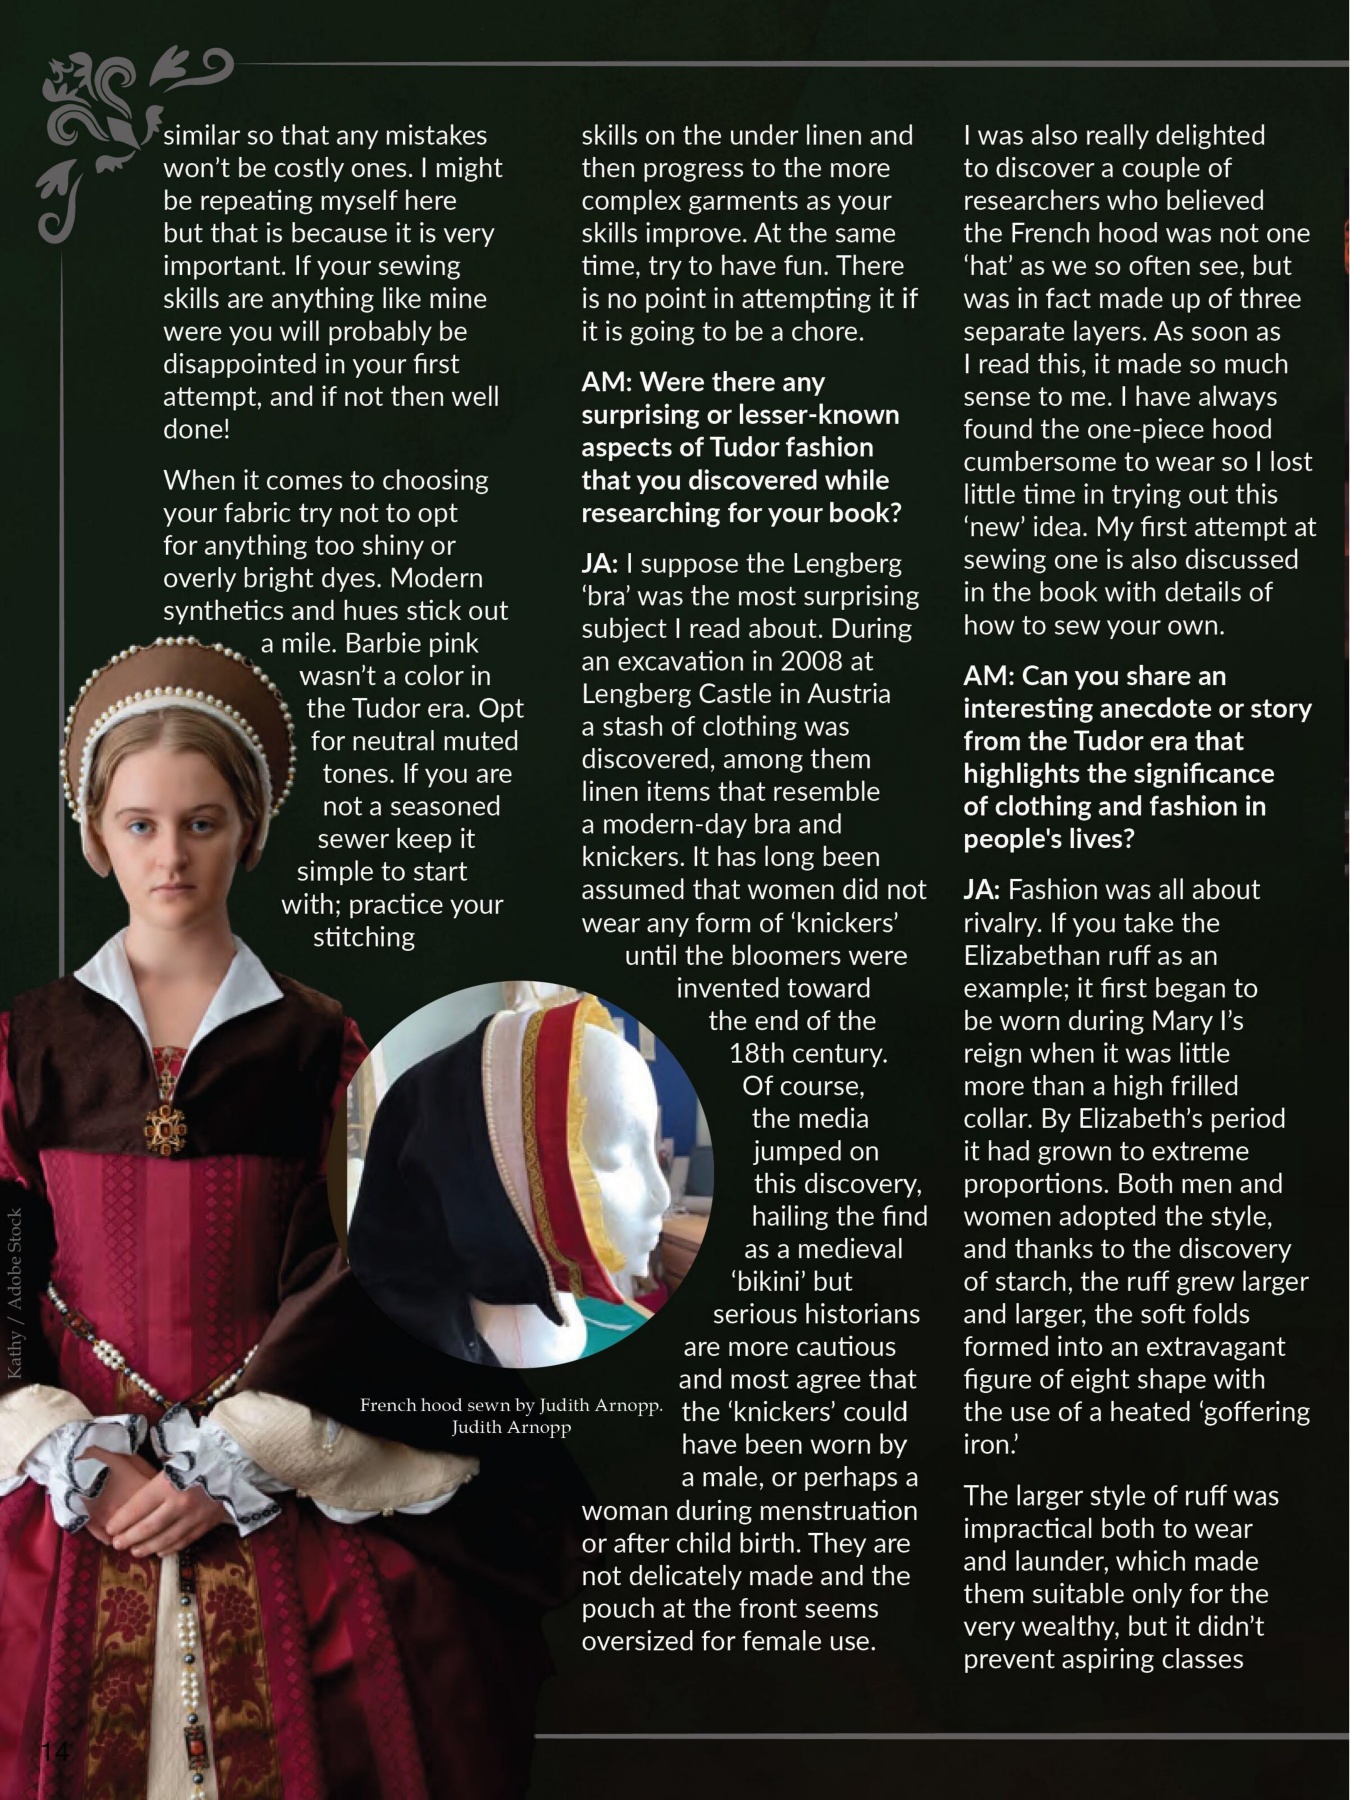 similar so that any mistakes
won’t be costly ones. I might
be repeating myself here
but that is because it is very
important. If your sewing
skills are anything like mine
were you will probably be
disappointed in your first
attempt, and if not then well
done!
When it comes to choosing
your fabric try not to opt
for anything too shiny or
overly bright dyes. Modern
synthetics and hues stick out
a mile. Barbie pink
wasn’t a color in
the Tudor era. Opt
for neutral muted
tones. If you are
not a seasoned
sewer keep it
simple to start
with; practice your
stitching
skills on the under linen and
then progress to the more
complex garments as your
skills improve. At the same
time, try to have fun. There
is no point in attempting it if
it is going to be a chore.
AM: Were there any
surprising or lesser-known
aspects of Tudor fashion
that you discovered while
researching for your book?
JA: I suppose the Lengberg
‘bra’ was the most surprising
subject I read about. During
an excavation in 2008 at
Lengberg Castle in Austria
a stash of clothing was
discovered, among them
linen items that resemble
a modern-day bra and
knickers. It has long been
assumed that women did not
wear any form of ‘knickers’
until the bloomers were
invented toward
the end of the
18th century.
Of course,
the media
jumped on
this discovery,
hailing the find
as a medieval
‘bikini’ but
serious historians
are more cautious
and most agree that
the ‘knickers’ could
have been worn by
a male, or perhaps a
woman during menstruation
or after child birth. They are
not delicately made and the
pouch at the front seems
oversized for female use.
I was also really delighted
to discover a couple of
researchers who believed
the French hood was not one
‘hat’ as we so often see, but
was in fact made up of three
separate layers. As soon as
I read this, it made so much
sense to me. I have always
found the one-piece hood
cumbersome to wear so I lost
little time in trying out this
‘new’ idea. My first attempt at
sewing one is also discussed
in the book with details of
how to sew your own.
AM: Can you share an
interesting anecdote or story
from the Tudor era that
highlights the significance
of clothing and fashion in
people's lives?
JA: Fashion was all about
rivalry. If you take the
Elizabethan ruff as an
example; it first began to
be worn during Mary I’s
reign when it was little
more than a high frilled
collar. By Elizabeth’s period
it had grown to extreme
proportions. Both men and
women adopted the style,
and thanks to the discovery
of starch, the ruff grew larger
and larger, the soft folds
formed into an extravagant
figure of eight shape with
the use of a heated ‘goffering
iron.’
The larger style of ruff was
impractical both to wear
and launder, which made
them suitable only for the
very wealthy, but it didn’t
prevent aspiring classes
French hood sewn by Judith Arnopp.
Judith Arnopp
Kathy / Adobe Stock
14